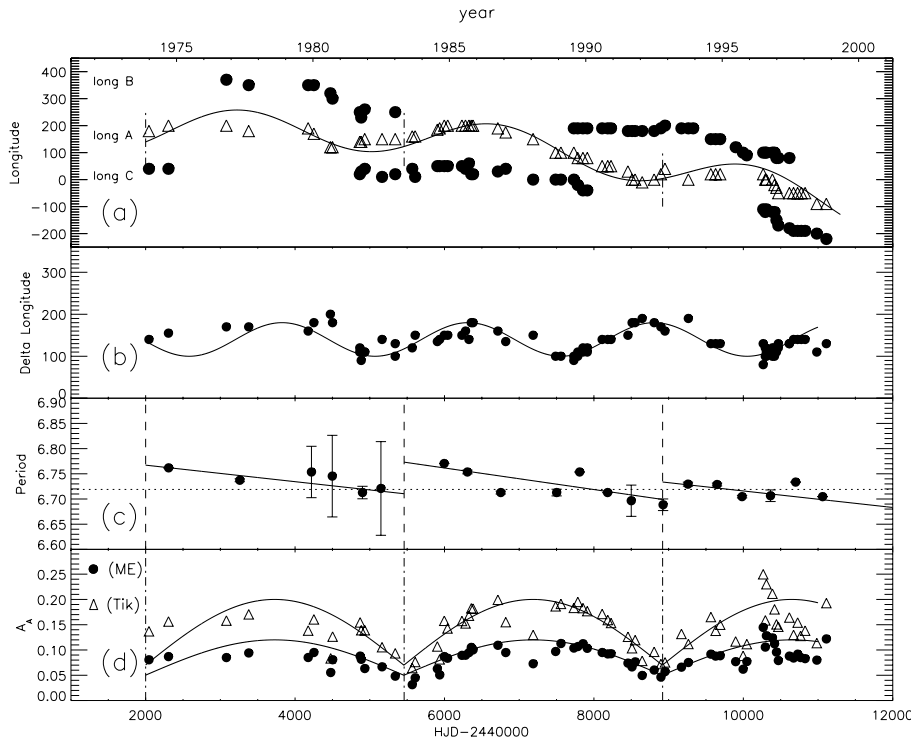 year
1975 1980 1985 1990 1995 2000
400
300
200
100
0
−100
−200
Longitude
long B
long A
long C
(a)
300
200
100
0
Delta Longitude
(b)
6.90
6.85
6.80
6.75
6.70
6.65
6.60
Period
(c)
0.25
0.20
0.15
0.10
0.05
0.00
A_A
(ME)
(Tik)
(d)
2000 4000 6000 8000 10000 12000
HJD−2440000